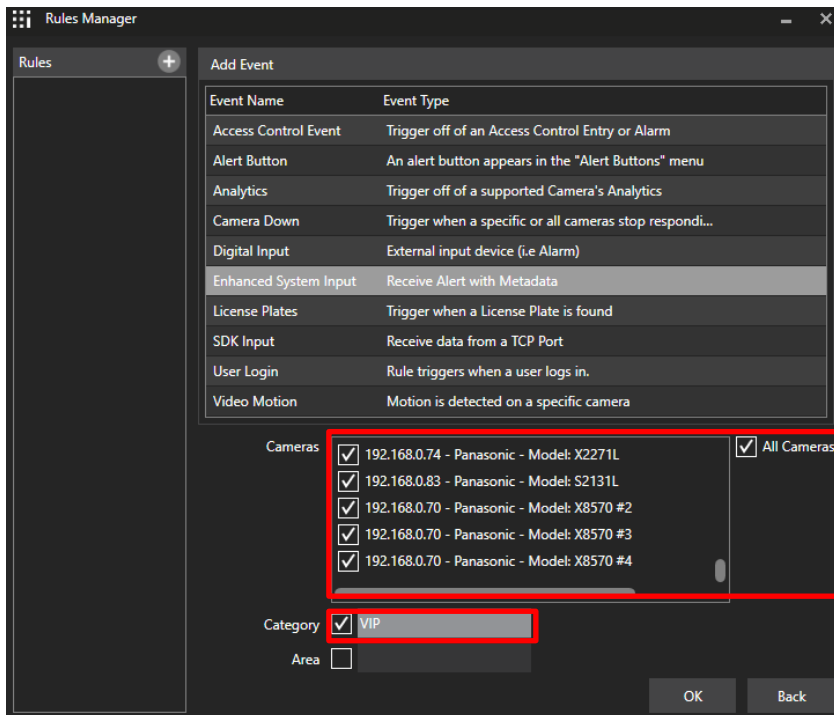 Rules Manager
Rules
Add Event
Event Name Event Type
Access Control Event Trigger off of an Access Control Entry or Alarm
Alert Button An alert button appears in the "Alert Buttons" menu
Analytics Trigger off of a supported Camera's Analytics
Camera Down Trigger when a specific or all cameras stop respondi...
Digital Input External input device (i.e Alarm)
Enhanced System Input Receive Alert with Metadata
License Plates Trigger when a License Plate is found
SDK Input Receive data from a TCP Port
User Login Rule triggers when a user logs in.
Video Motion Motion is detected on a specific camera
Cameras 192.168.0.74 - Panasonic - Model: X2271L All Cameras
192.168.0.83 - Panasonic - Model: S2131L
192.168.0.70 - Panasonic - Model: X8570 #2
192.168.0.70 - Panasonic - Model: X8570 #3
192.168.0.70 - Panasonic - Model: X8570 #4
Category VIP
Area
OK Back